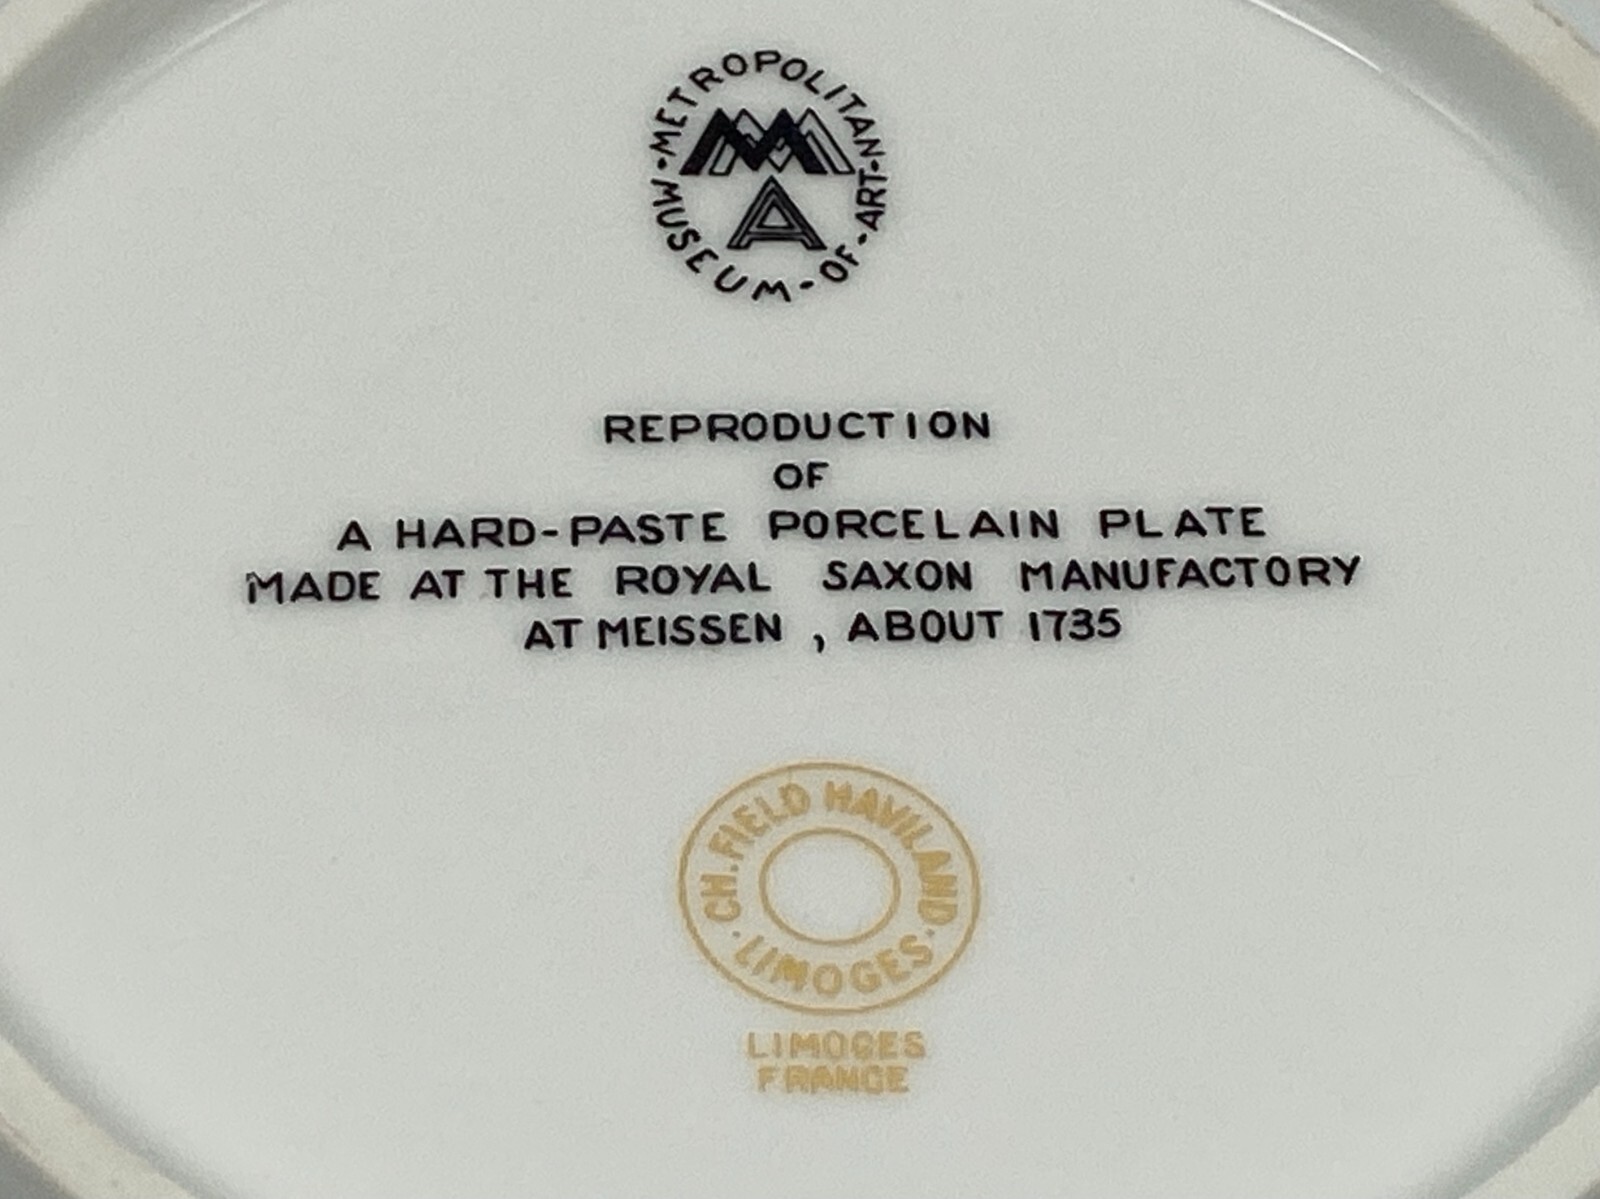 ·METROPOLITAN·
MUSEUM-OF-ART
MMA
REPRODUCTION
OF
A HARD-PASTE PORCELAIN PLATE
MADE AT THE ROYAL SAXON MANUFACTORY
AT MEISSEN , ABOUT 1735
CH. FIELD HAVILAND
· LIMOGES ·
LIMOGES
FRANCE